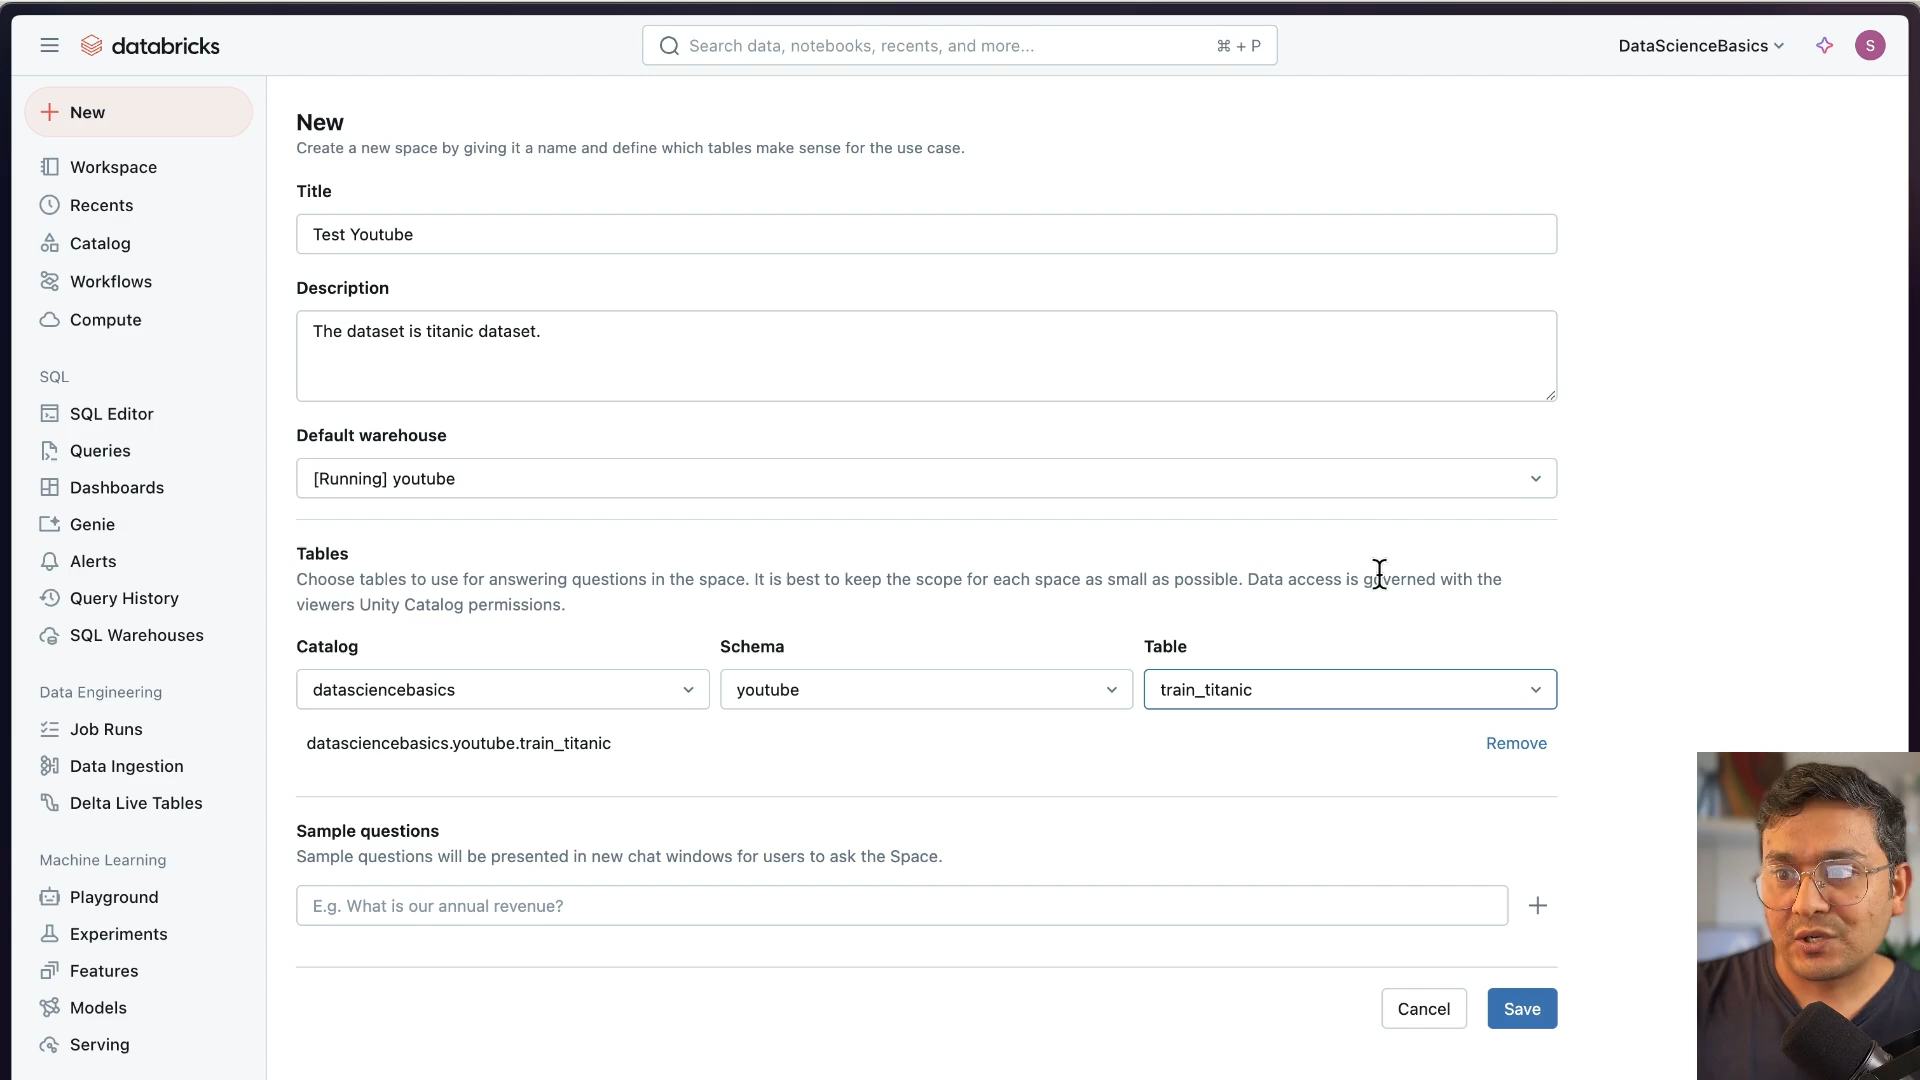 databricks
Search data, notebooks, recents, and more...
⌘ + P
DataScienceBasics
S
New
Workspace
Recents
Catalog
Workflows
Compute
SQL
SQL Editor
Queries
Dashboards
Genie
Alerts
Query History
SQL Warehouses
Data Engineering
Job Runs
Data Ingestion
Delta Live Tables
Machine Learning
Playground
Experiments
Features
Models
Serving
New
Create a new space by giving it a name and define which tables make sense for the use case.
Title
Test Youtube
Description
The dataset is titanic dataset.
Default warehouse
[Running] youtube
Tables
Choose tables to use for answering questions in the space. It is best to keep the scope for each space as small as possible. Data access is governed with the
viewers Unity Catalog permissions.
Catalog
Schema
Table
datasciencebasics
youtube
train_titanic
datasciencebasics.youtube.train_titanic
Remove
Sample questions
Sample questions will be presented in new chat windows for users to ask the Space.
E.g. What is our annual revenue?
Cancel
Save